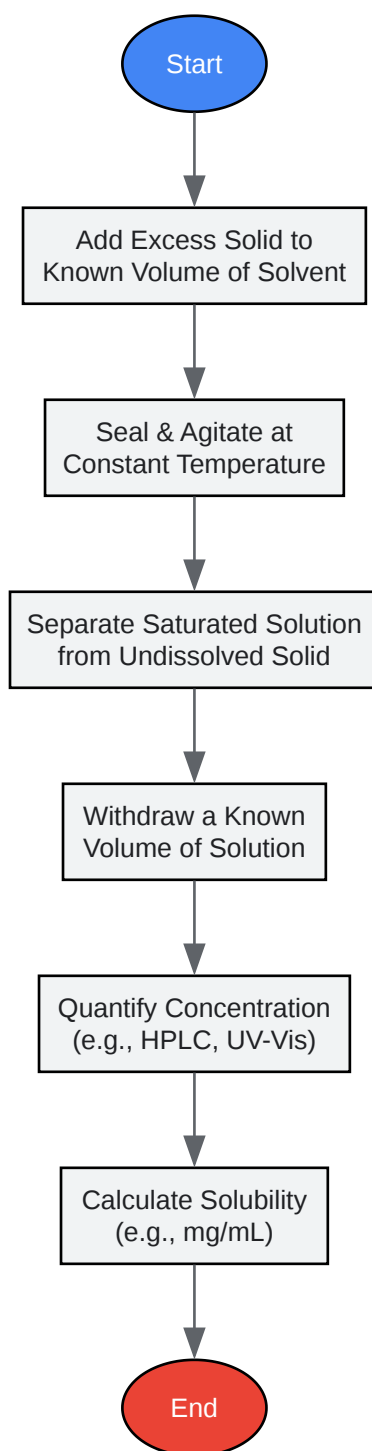 Start
Add Excess Solid to
Known Volume of Solvent
Seal & Agitate at
Constant Temperature
Separate Saturated Solution
from Undissolved Solid
Withdraw a Known
Volume of Solution
Quantify Concentration
(e.g., HPLC, UV-Vis)
Calculate Solubility
(e.g., mg/mL)
End